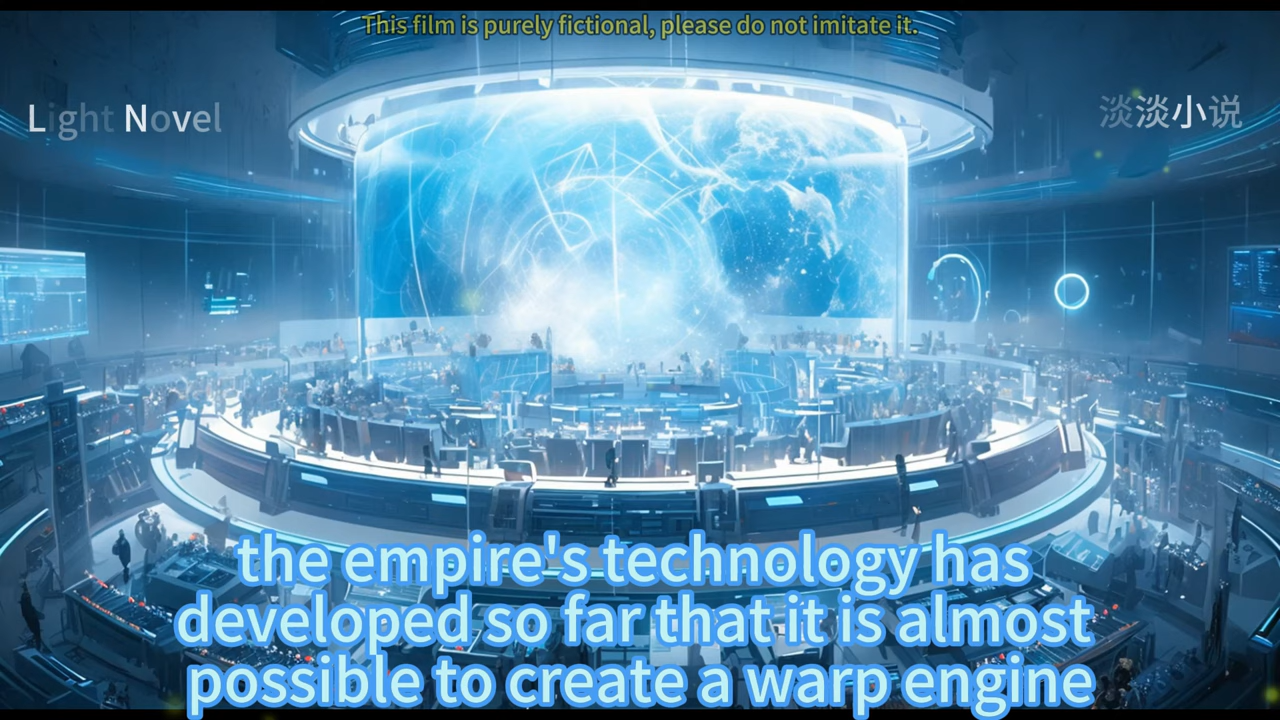 This film is purely fictional, please do not imitate it.
Light Novel
淡淡小说
the empire's technology has
developed so far that it is almost
possible to create a warp engine